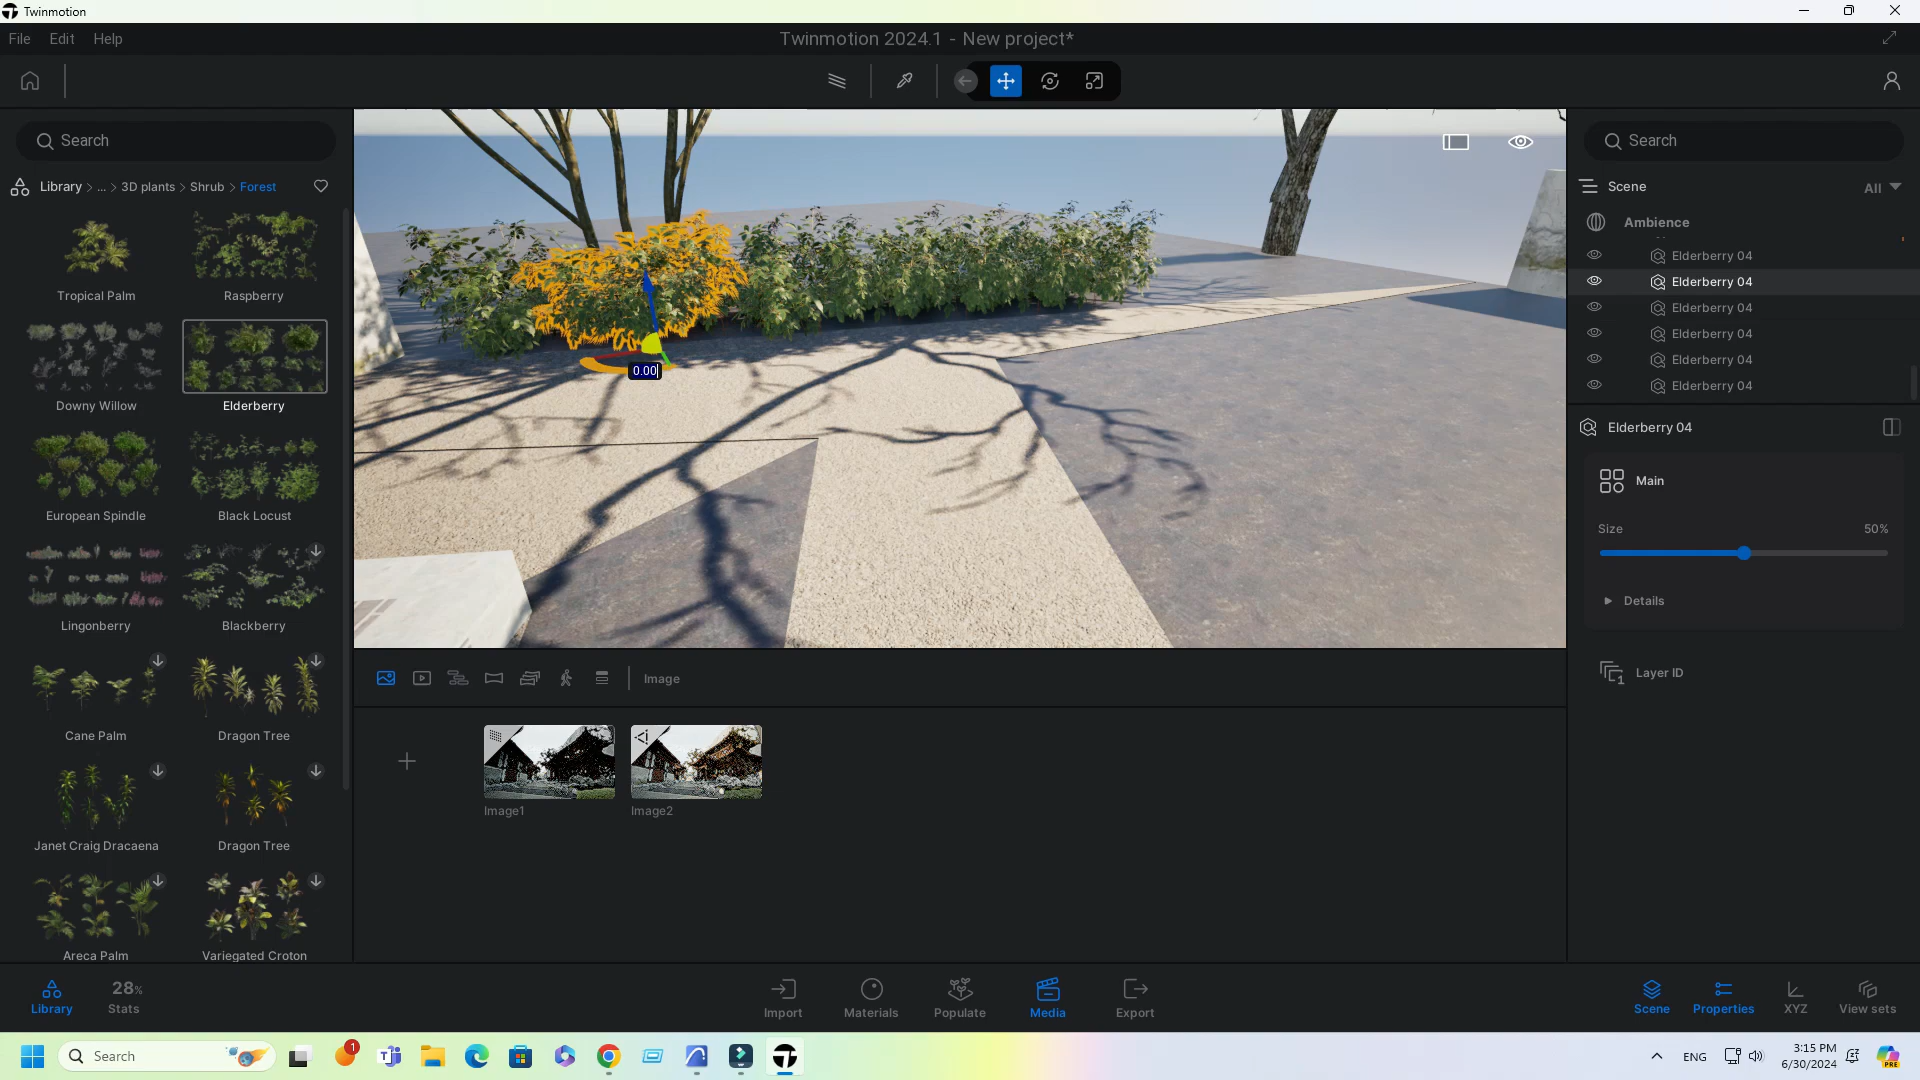 Twinmotion
File Edit Help
Twinmotion 2024.1 - New project*
Search
Library > ... > 3D plants > Shrub > Forest
Tropical Palm
Raspberry
Downy Willow
Elderberry
European Spindle
Black Locust
Lingonberry
Blackberry
Cane Palm
Dragon Tree
Janet Craig Dracaena
Dragon Tree
Areca Palm
Variegated Croton
0.00
Image
Image1
Image2
Search
Scene
All
Ambience
Elderberry 04
Elderberry 04
Elderberry 04
Elderberry 04
Elderberry 04
Elderberry 04
Elderberry 04
Main
Size 50%
Details
1 Layer ID
Library
28%
Stats
Import
Materials
Populate
Media
Export
Scene
Properties
XYZ
View sets
Search
1
ENG
3:15 PM
6/30/2024
PRE